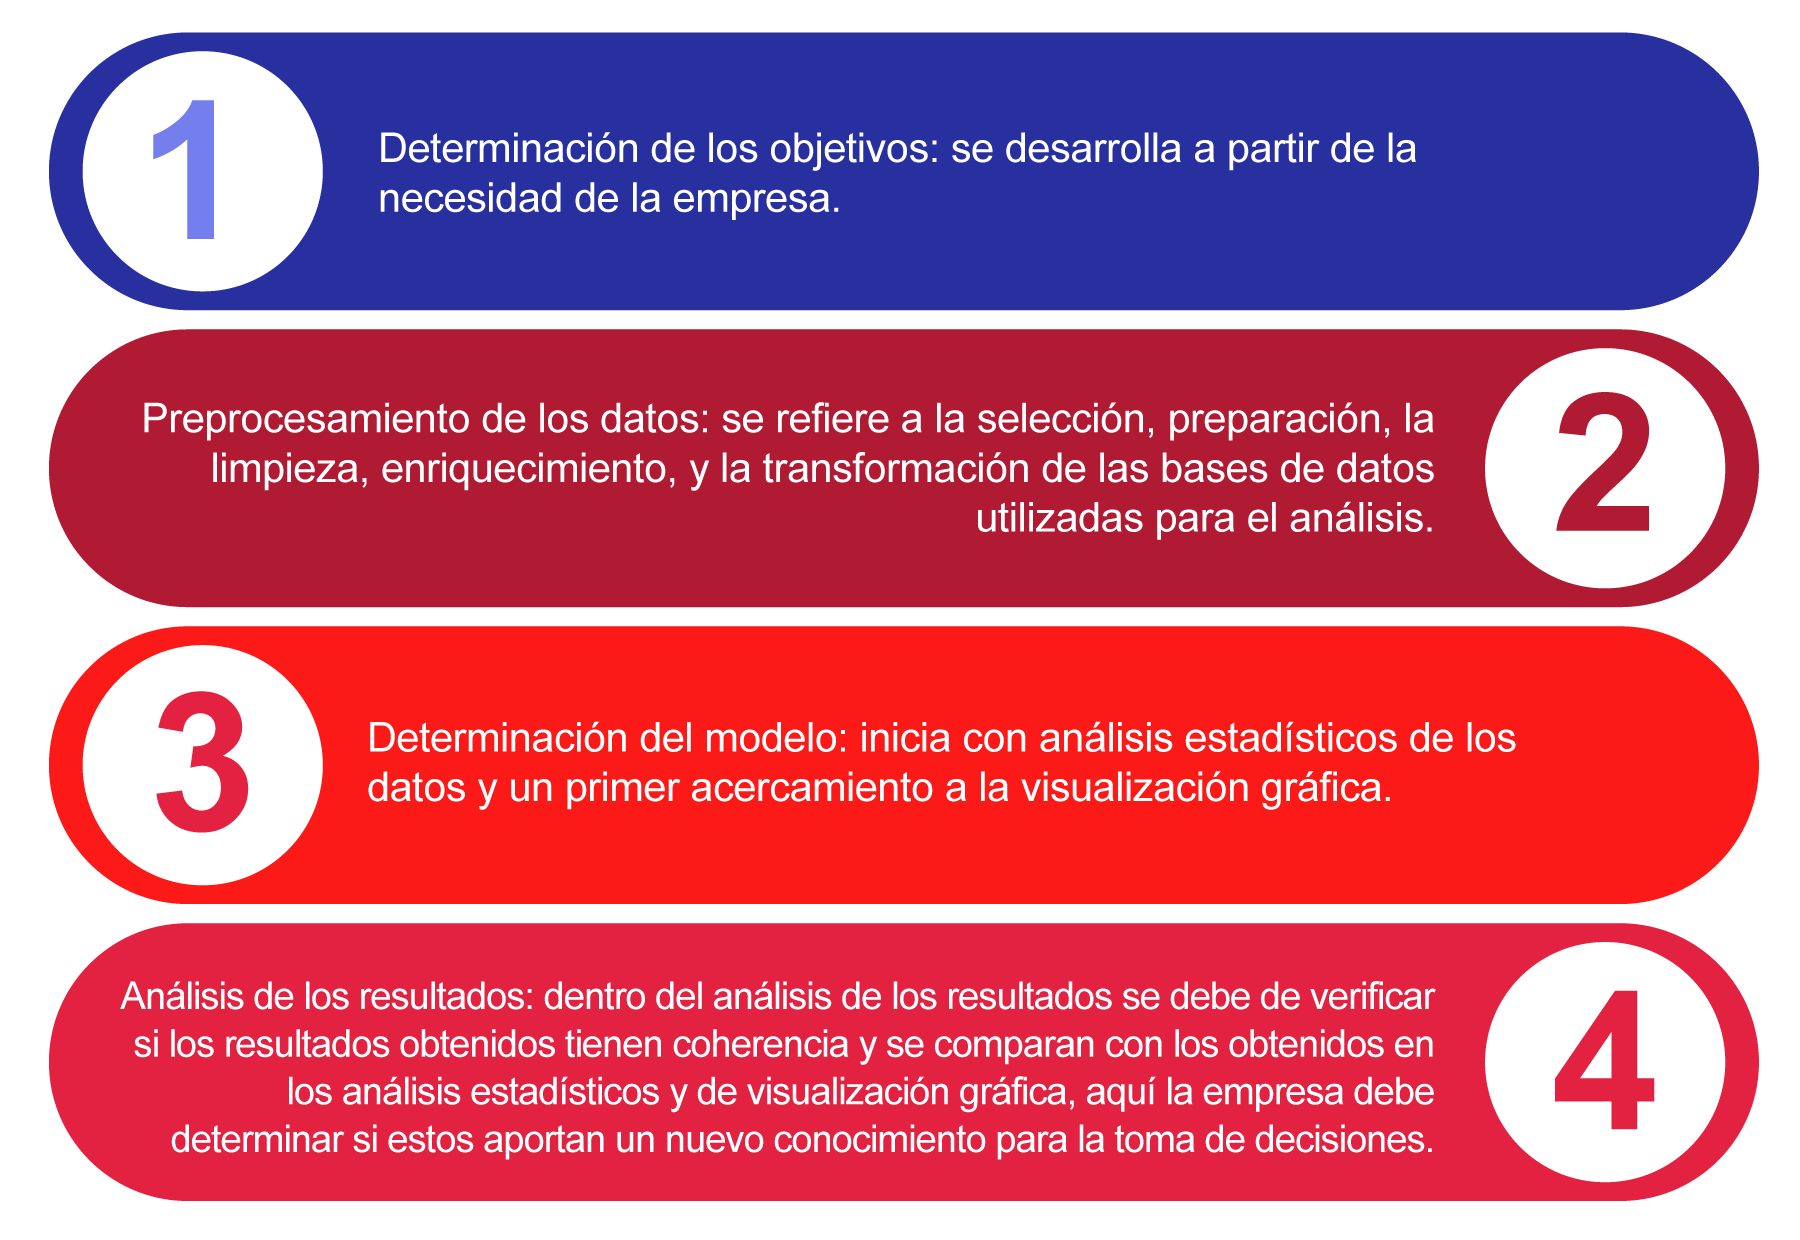 1
Determinación de los objetivos: se desarrolla a partir de la
necesidad de la empresa.
Preprocesamiento de los datos: se refiere a la selección, preparación, la
limpieza, enriquecimiento, y la transformación de las bases de datos
utilizadas para el análisis.
2
3
Determinación del modelo: inicia con análisis estadísticos de los
datos y un primer acercamiento a la visualización gráfica.
Análisis de los resultados: dentro del análisis de los resultados se debe de verificar
si los resultados obtenidos tienen coherencia y se comparan con los obtenidos en
los análisis estadísticos y de visualización gráfica, aquí la empresa debe
determinar si estos aportan un nuevo conocimiento para la toma de decisiones.
4